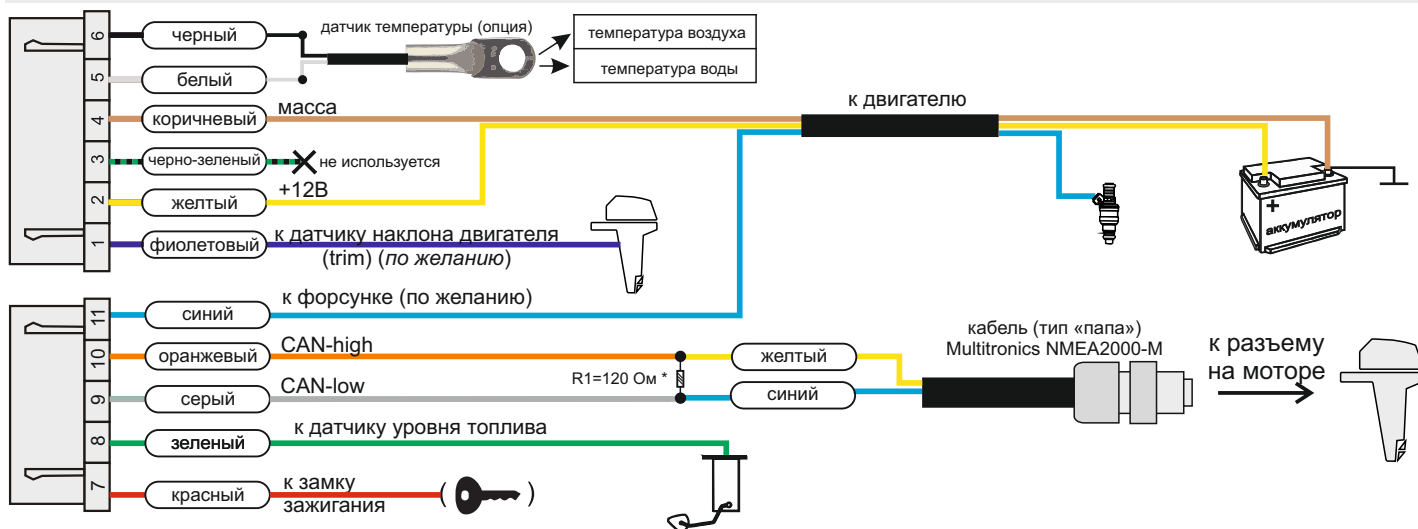 6 черный
датчик температуры (опция)
температура воздуха
температура воды
5 белый
4 коричневый масса
к двигателю
3 черно-зеленый не используется
2 желтый +12В
+
аккумулятор
1 фиолетовый к датчику наклона двигателя
(trim) (по желанию)
11 синий к форсунке (по желанию)
10 оранжевый CAN-high
желтый
R1=120 Ом *
9 серый CAN-low
синий
кабель (тип «папа»)
Multitronics NMEA2000-M
к разъему
на моторе
8 зеленый к датчику уровня топлива
7 красный к замку
зажигания
( )